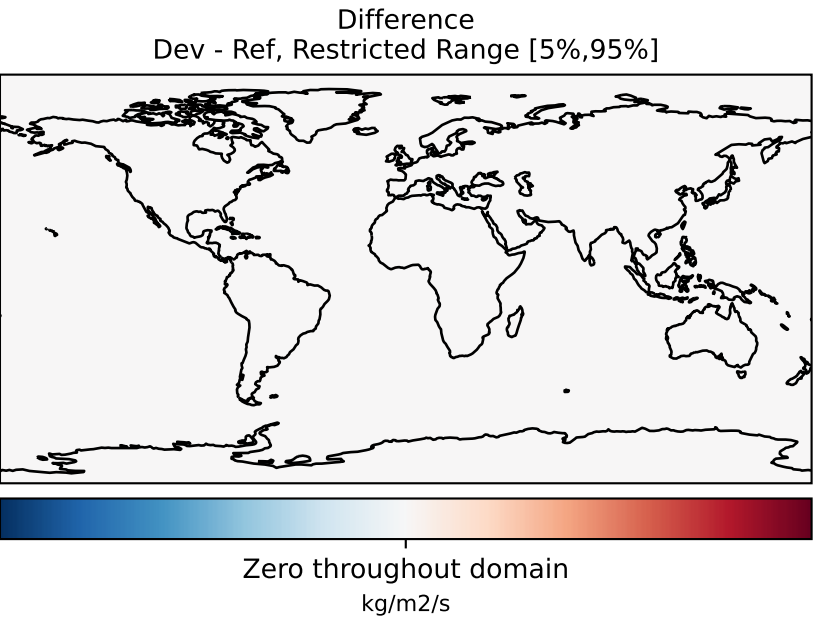 Difference
Dev - Ref, Restricted Range [5%,95%]
Zero throughout domain
kg/m2/s